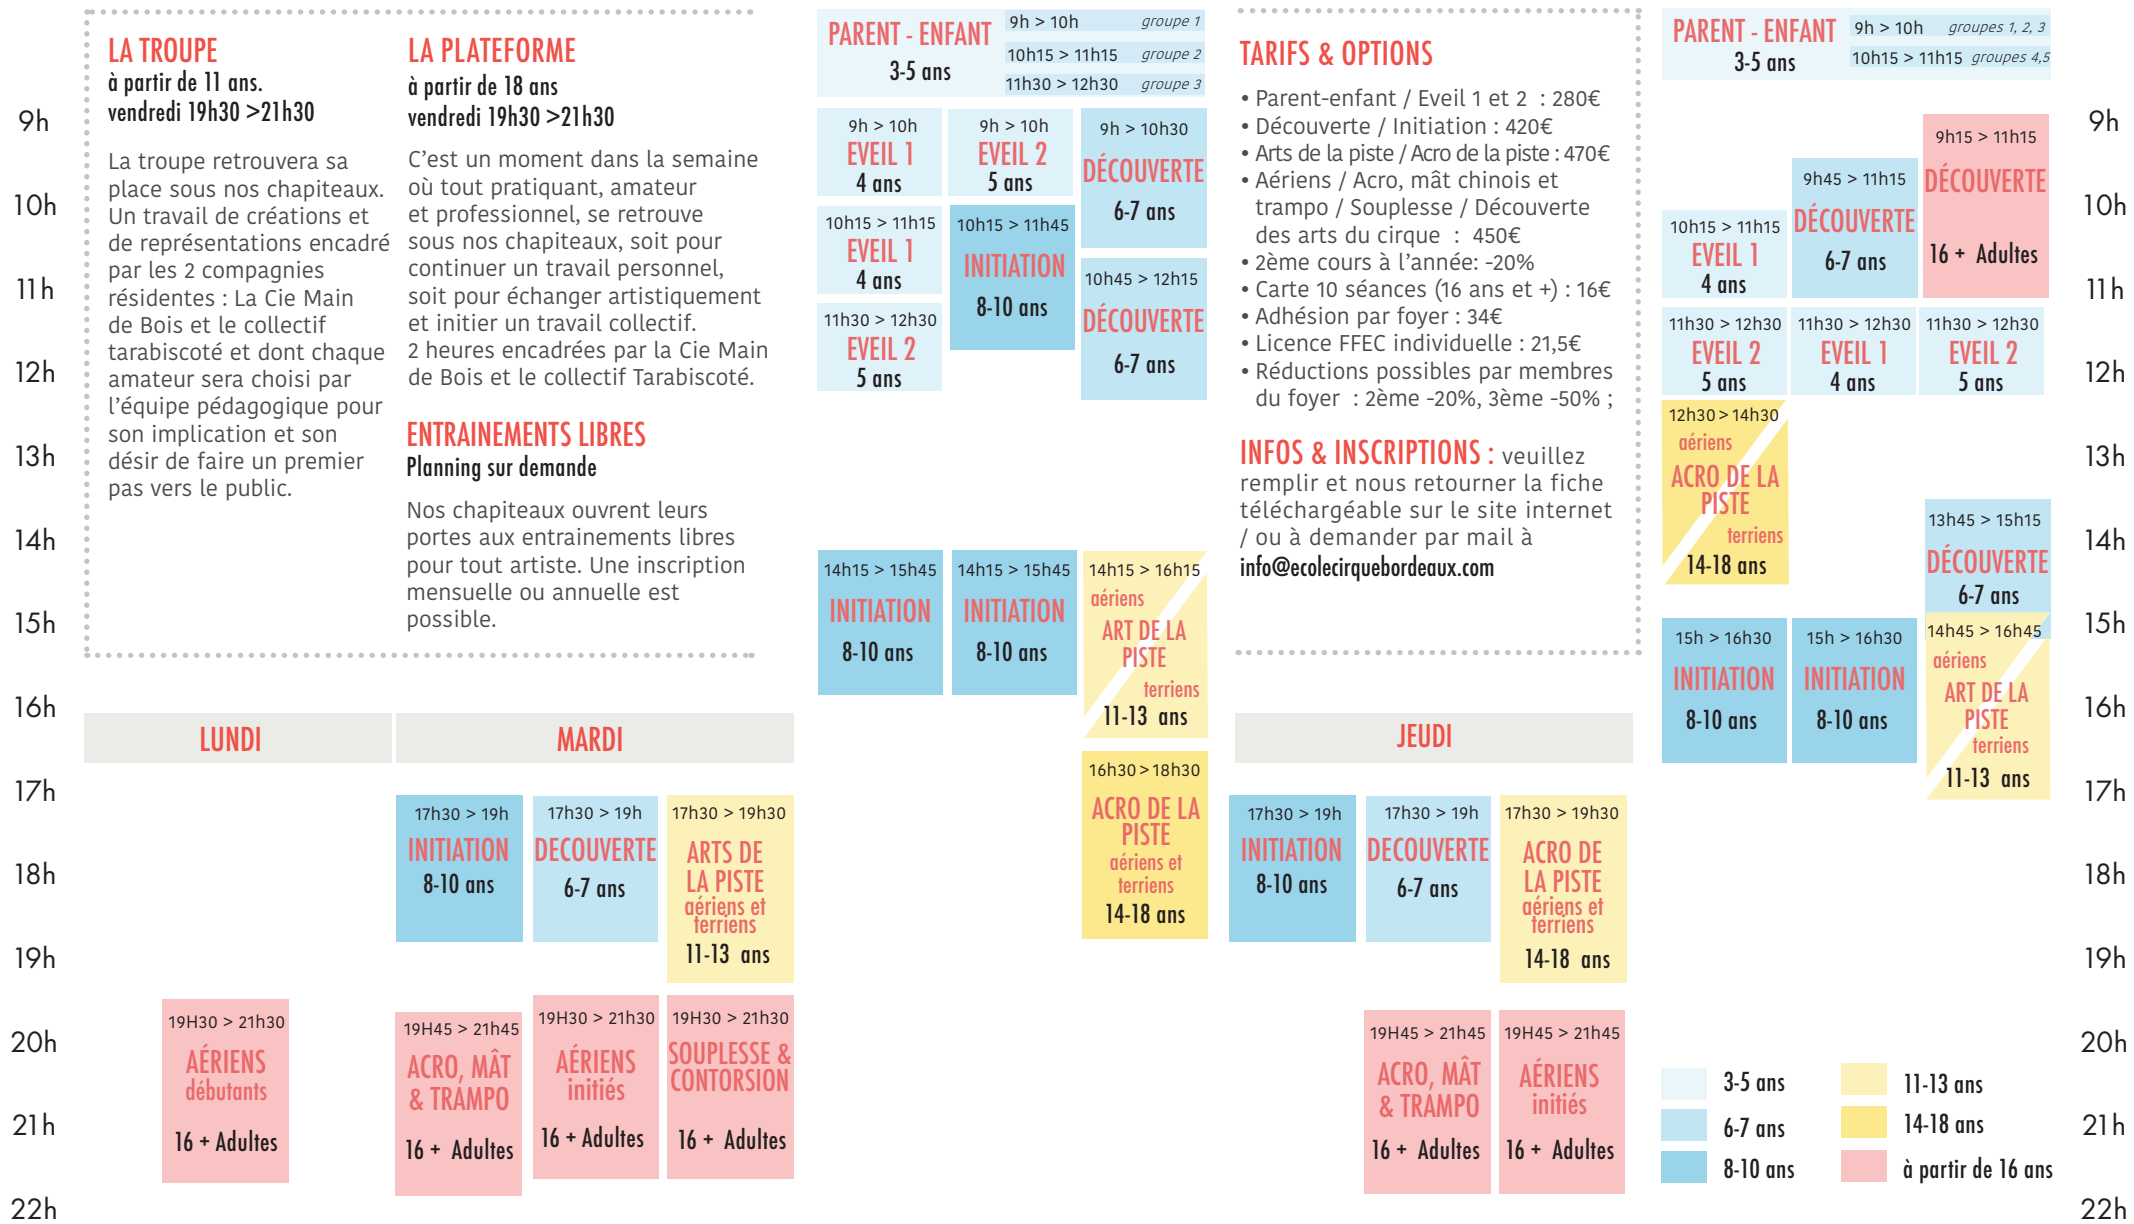 9h
10h
11h
12h
13h
14h
15h
16h
17h
18h
19h
20h
21h
22h
LA TROUPE
à partir de 11 ans.
vendredi 19h30 >21h30
La troupe retrouvera sa
place sous nos chapiteaux.
Un travail de créations et
de représentations encadré
par les 2 compagnies
résidentes : La Cie Main
de Bois et le collectif
tarabiscoté et dont chaque
amateur sera choisi par
l’équipe pédagogique pour
son implication et son
désir de faire un premier
pas vers le public.
LA PLATEFORME
à partir de 18 ans
vendredi 19h30 >21h30
C’est un moment dans la semaine
où tout pratiquant, amateur
et professionnel, se retrouve
sous nos chapiteaux, soit pour
continuer un travail personnel,
soit pour échanger artistiquement
et initier un travail collectif.
2 heures encadrées par la Cie Main
de Bois et le collectif Tarabiscoté.
ENTRAINEMENTS LIBRES
Planning sur demande
Nos chapiteaux ouvrent leurs
portes aux entrainements libres
pour tout artiste. Une inscription
mensuelle ou annuelle est
possible.
LUNDI
19H30 > 21h30
AÉRIENS
débutants
16 + Adultes
MARDI
17h30 > 19h
INITIATION
8-10 ans
17h30 > 19h
DECOUVERTE
6-7 ans
17h30 > 19h30
ARTS DE
LA PISTE
aériens et
terriens
11-13 ans
19H45 > 21h45
ACRO, MÂT
& TRAMPO
16 + Adultes
19H30 > 21h30
AÉRIENS
initiés
16 + Adultes
19H30 > 21h30
SOUPLESSE &
CONTORSION
16 + Adultes
PARENT - ENFANT
3-5 ans
9h > 10h groupe 1
10h15 > 11h15 groupe 2
11h30 > 12h30 groupe 3
9h > 10h
EVEIL 1
4 ans
9h > 10h
EVEIL 2
5 ans
9h > 10h30
DÉCOUVERTE
6-7 ans
10h15 > 11h15
EVEIL 1
4 ans
10h15 > 11h45
INITIATION
8-10 ans
10h45 > 12h15
DÉCOUVERTE
6-7 ans
11h30 > 12h30
EVEIL 2
5 ans
14h15 > 15h45
INITIATION
8-10 ans
14h15 > 15h45
INITIATION
8-10 ans
14h15 > 16h15
aériens
ART DE LA
PISTE
terriens
11-13 ans
16h30 > 18h30
ACRO DE LA
PISTE
aériens et
terriens
14-18 ans
TARIFS & OPTIONS
• Parent-enfant / Eveil 1 et 2 : 280€
• Découverte / Initiation : 420€
• Arts de la piste / Acro de la piste : 470€
• Aériens / Acro, mât chinois et
trampo / Souplesse / Découverte
des arts du cirque : 450€
• 2ème cours à l’année: -20%
• Carte 10 séances (16 ans et +) : 16€
• Adhésion par foyer : 34€
• Licence FFEC individuelle : 21,5€
• Réductions possibles par membres
du foyer : 2ème -20%, 3ème -50% ;
INFOS & INSCRIPTIONS : veuillez
remplir et nous retourner la fiche
téléchargéable sur le site internet
/ ou à demander par mail à
info@ecolecirquebordeaux.com
JEUDI
17h30 > 19h
INITIATION
8-10 ans
17h30 > 19h
DECOUVERTE
6-7 ans
17h30 > 19h30
ACRO DE
LA PISTE
aériens et
terriens
14-18 ans
19H45 > 21h45
ACRO, MÂT
& TRAMPO
16 + Adultes
19H45 > 21h45
AÉRIENS
initiés
16 + Adultes
PARENT - ENFANT
3-5 ans
9h > 10h groupes 1, 2, 3
10h15 > 11h15 groupes 4,5
9h15 > 11h15
DÉCOUVERTE
16 + Adultes
9h45 > 11h15
DÉCOUVERTE
6-7 ans
10h15 > 11h15
EVEIL 1
4 ans
11h30 > 12h30
EVEIL 2
5 ans
11h30 > 12h30
EVEIL 1
4 ans
11h30 > 12h30
EVEIL 2
5 ans
12h30 > 14h30
aériens
ACRO DE LA
PISTE
terriens
14-18 ans
13h45 > 15h15
DÉCOUVERTE
6-7 ans
15h > 16h30
INITIATION
8-10 ans
15h > 16h30
INITIATION
8-10 ans
14h45 > 16h45
aériens
ART DE LA
PISTE
terriens
11-13 ans
3-5 ans
6-7 ans
8-10 ans
11-13 ans
14-18 ans
à partir de 16 ans
9h
10h
11h
12h
13h
14h
15h
16h
17h
18h
19h
20h
21h
22h